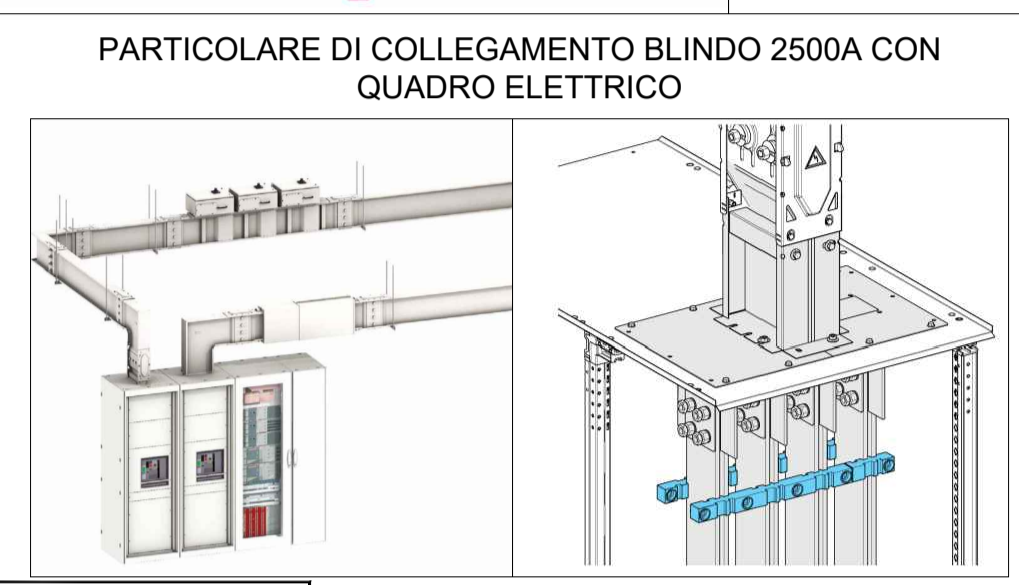 PARTICOLARE DI COLLEGAMENTO BLINDO 2500A CON
QUADRO ELETTRICO